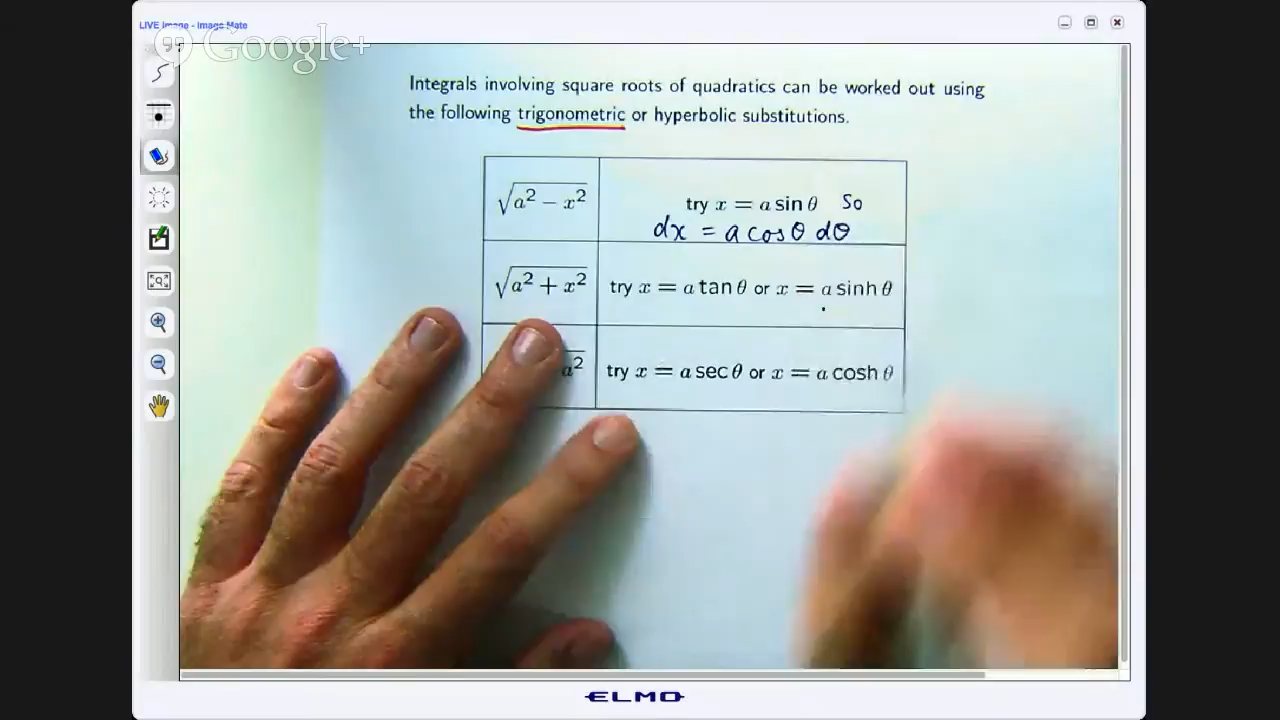 LIVE Image - Image Mate
Google+
Integrals involving square roots of quadratics can be worked out using
the following trigonometric or hyperbolic substitutions.
√(a² − x²)
try x = a sin θ So
dx = a cos θ dθ
√(a² + x²)
try x = a tan θ or x = a sinh θ
a²
try x = a sec θ or x = a cosh θ
ELMO